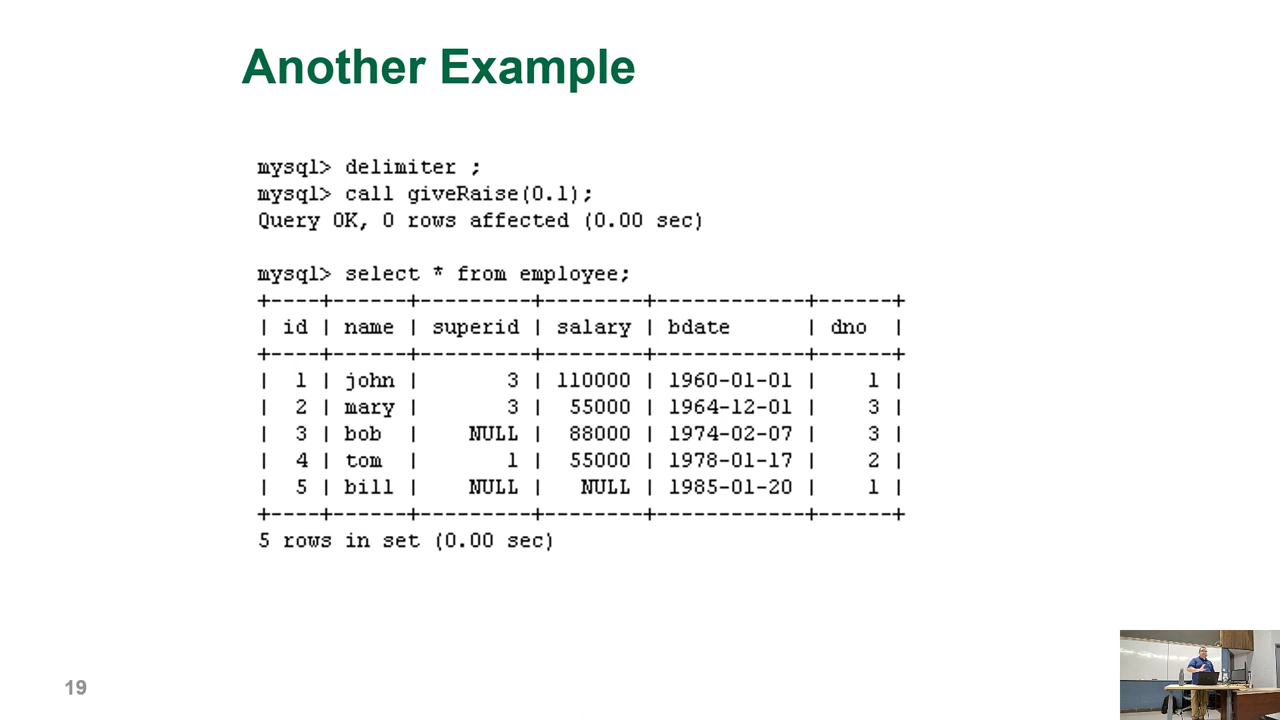 Another Example
mysql> delimiter ;
mysql> call giveRaise(0.1);
Query OK, 0 rows affected (0.00 sec)
mysql> select * from employee;
+----+------+---------+--------+------------+------+
| id | name | superid | salary | bdate      | dno  |
+----+------+---------+--------+------------+------+
|  1 | john |       3 | 110000 | 1960-01-01 |    1 |
|  2 | mary |       3 |  55000 | 1964-12-01 |    3 |
|  3 | bob  |    NULL |  88000 | 1974-02-07 |    3 |
|  4 | tom  |       1 |  55000 | 1978-01-17 |    2 |
|  5 | bill |    NULL |   NULL | 1985-01-20 |    1 |
+----+------+---------+--------+------------+------+
5 rows in set (0.00 sec)
19